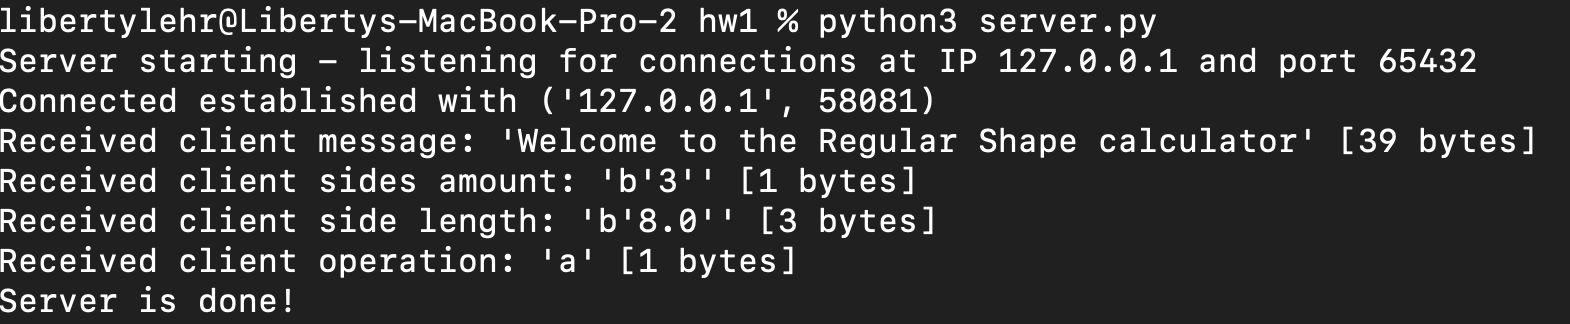 libertylehr@Libertys-MacBook-Pro-2 hw1 % python3 server.py
Server starting - listening for connections at IP 127.0.0.1 and port 65432
Connected established with ('127.0.0.1', 58081)
Received client message: 'Welcome to the Regular Shape calculator' [39 bytes]
Received client sides amount: 'b'3'' [1 bytes]
Received client side length: 'b'8.0'' [3 bytes]
Received client operation: 'a' [1 bytes]
Server is done!